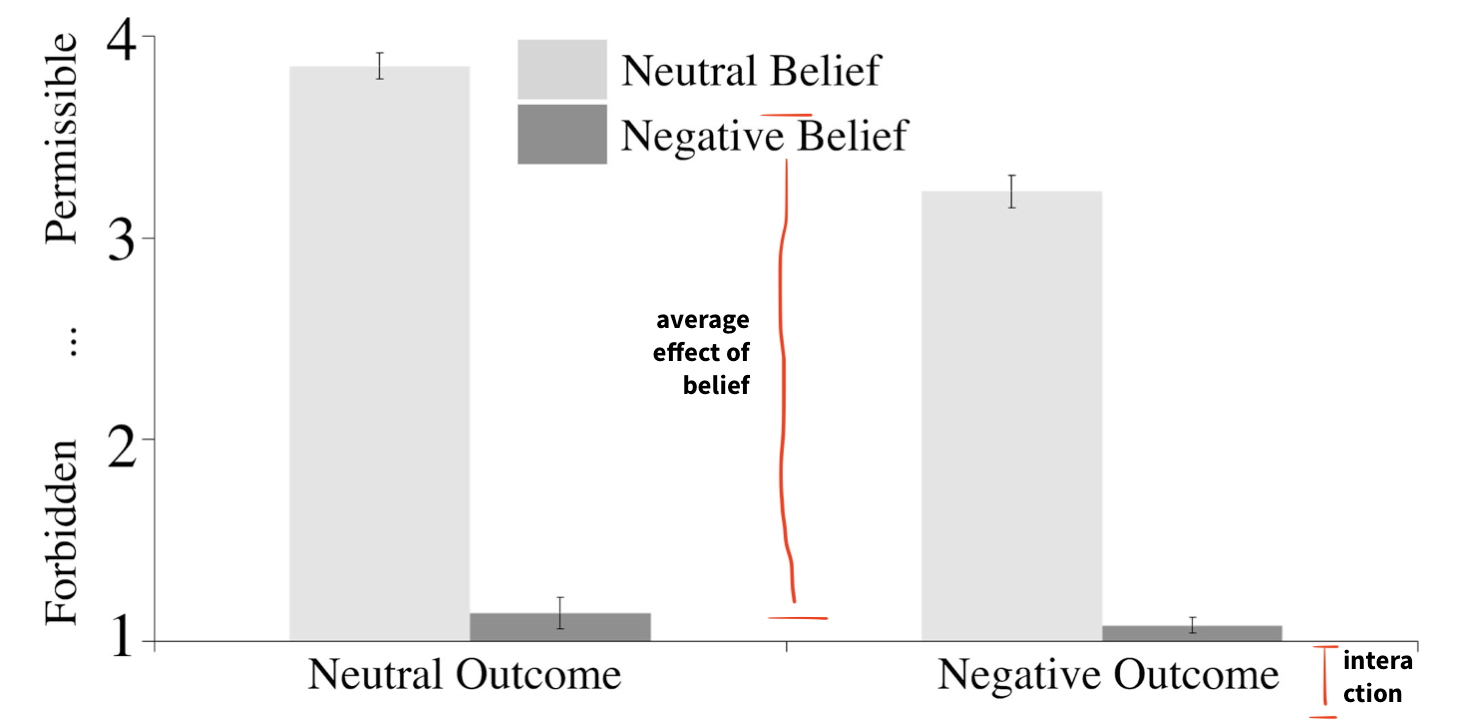 Permissible
...
Forbidden
4
3
2
1
Neutral Belief
Negative Belief
average
effect of
belief
Neutral Outcome
Negative Outcome
intera
ction